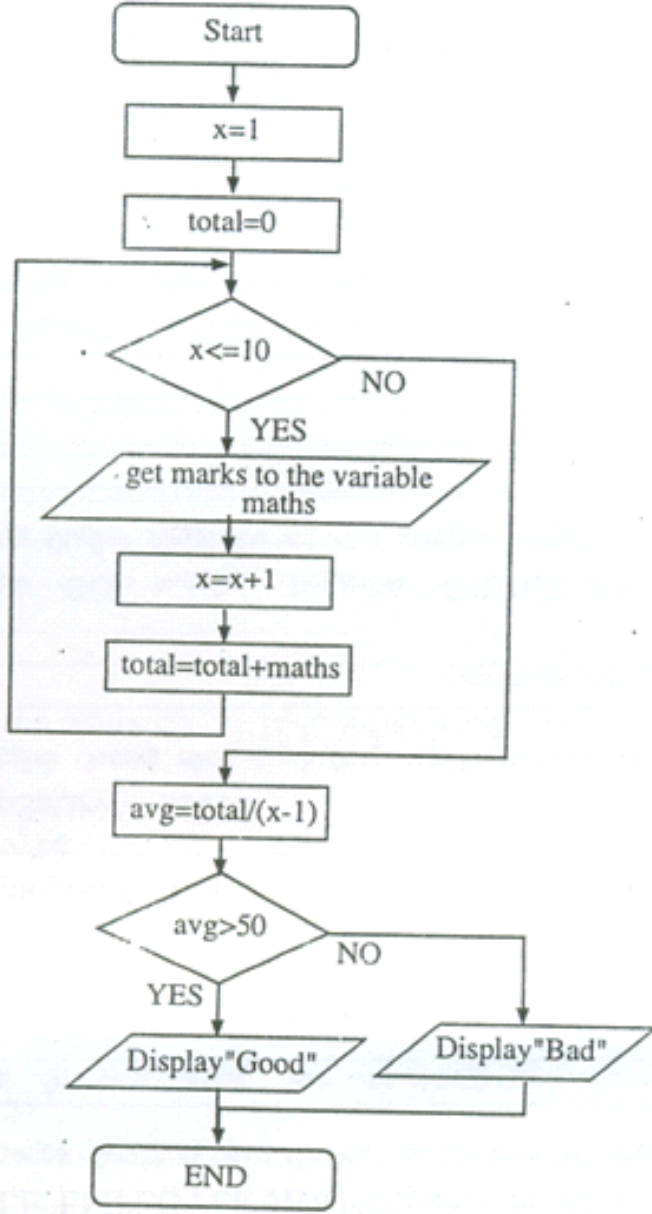 Start
x=1
total=0
x<=10
NO
YES
get marks to the variable
maths
x=x+1
total=total+maths
avg=total/(x-1)
avg>50
NO
YES
Display"Good"
Display"Bad"
END